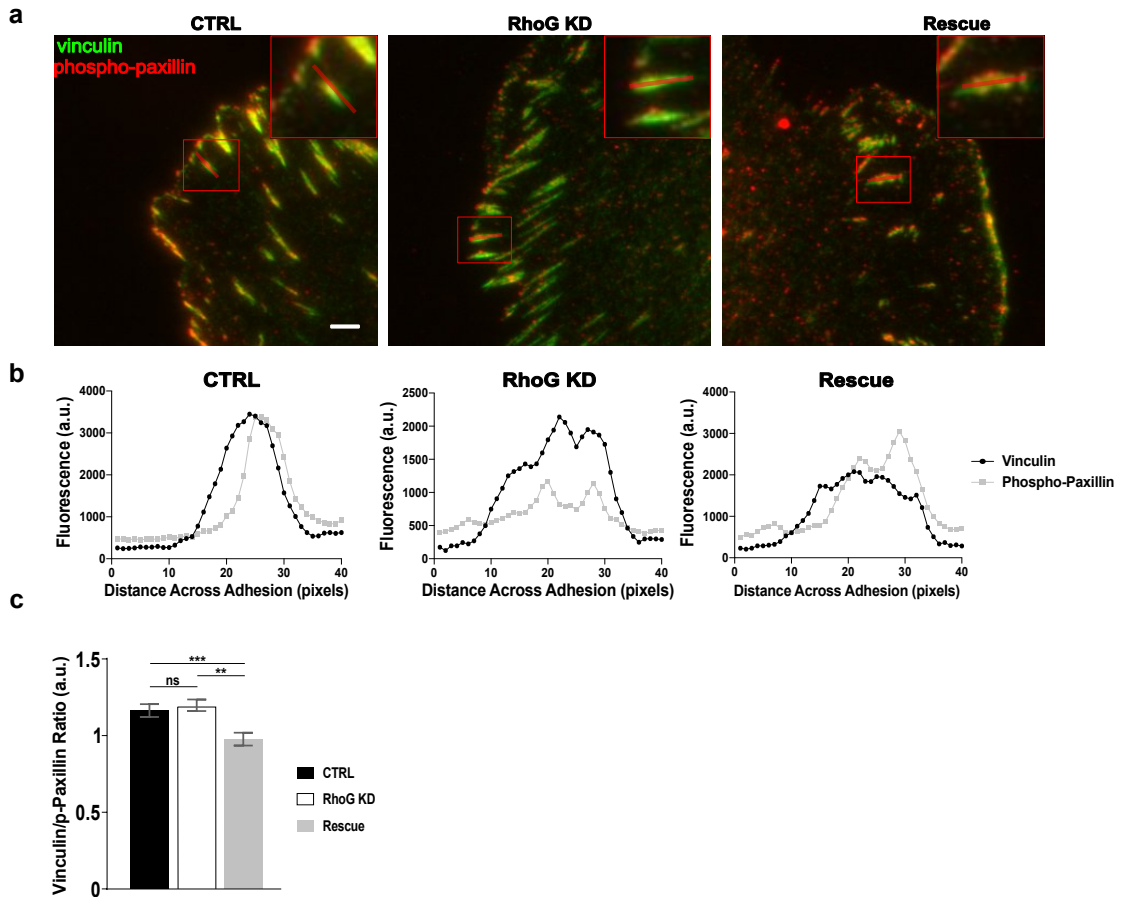 a
CTRL
RhoG KD
Rescue
vinculin
phospho-paxillin
b
CTRL
RhoG KD
Rescue
Fluorescence (a.u.)
4000
3000
2000
1000
0
0
10
20
30
40
Distance Across Adhesion (pixels)
Fluorescence (a.u.)
2500
2000
1500
1000
500
0
0
10
20
30
40
Distance Across Adhesion (pixels)
Fluorescence (a.u.)
4000
3000
2000
1000
0
0
10
20
30
40
Distance Across Adhesion (pixels)
Vinculin
Phospho-Paxillin
c
Vinculin/p-Paxillin Ratio (a.u.)
1.5
1
0.5
0
***
**
ns
CTRL
RhoG KD
Rescue